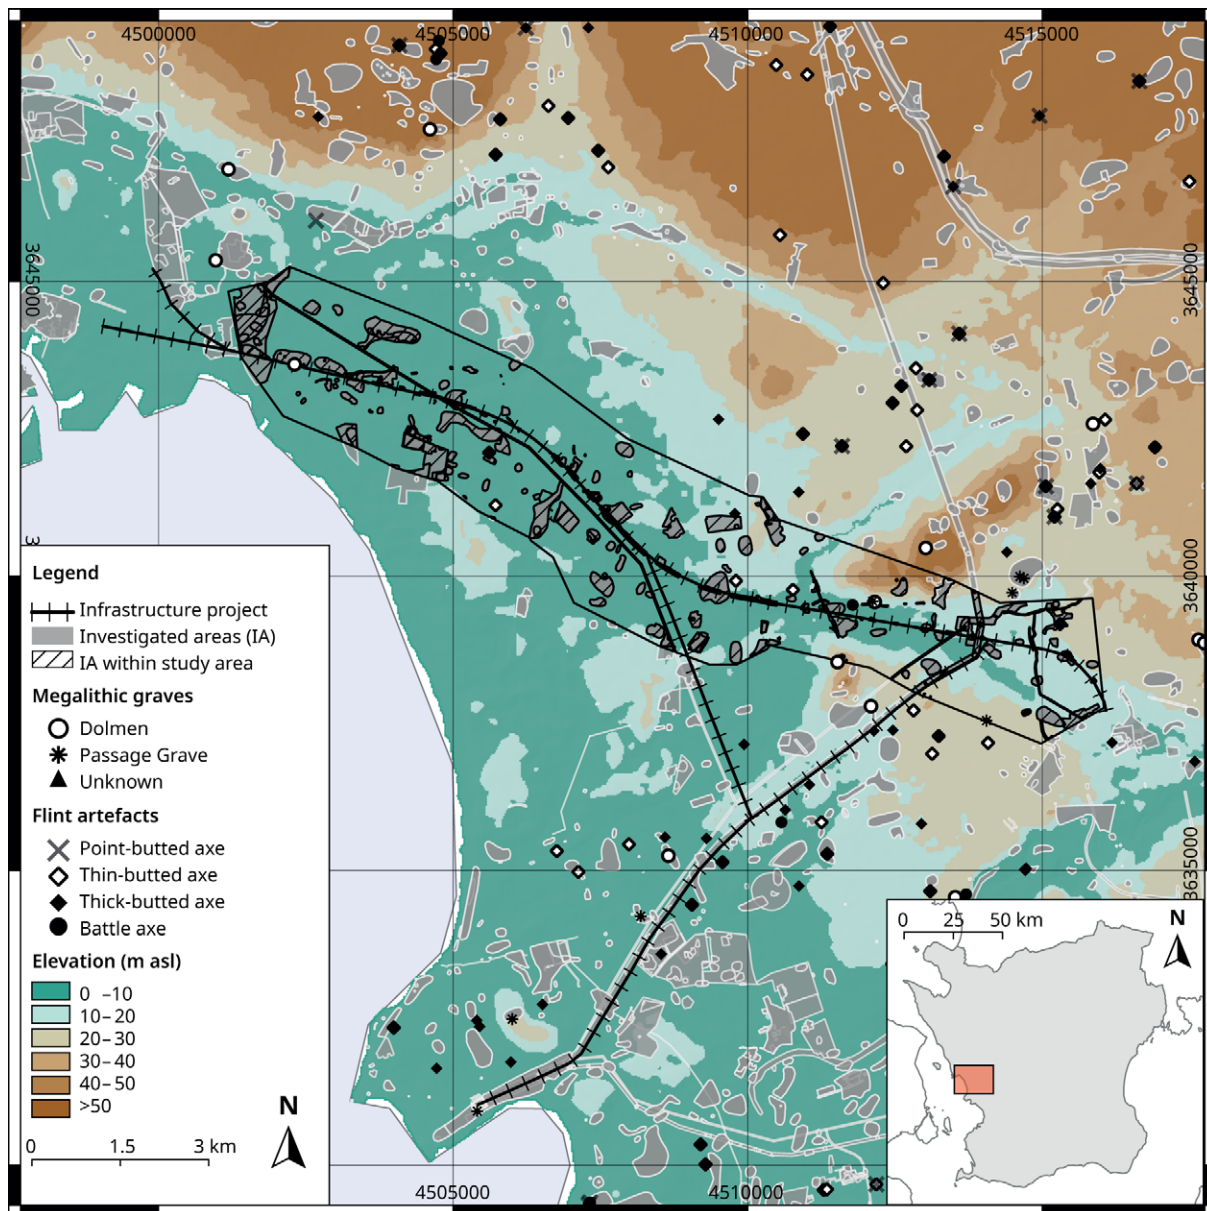 4500000
4505000
4510000
4515000
3645000
3645000
3
3640000
3635000
Legend
Infrastructure project
Investigated areas (IA)
IA within study area
Megalithic graves
Dolmen
Passage Grave
Unknown
Flint artefacts
Point-butted axe
Thin-butted axe
Thick-butted axe
Battle axe
Elevation (m asl)
0 –10
10–20
20–30
30–40
40–50
>50
N
0 1.5 3 km
0 25 50 km
N
4505000
4510000